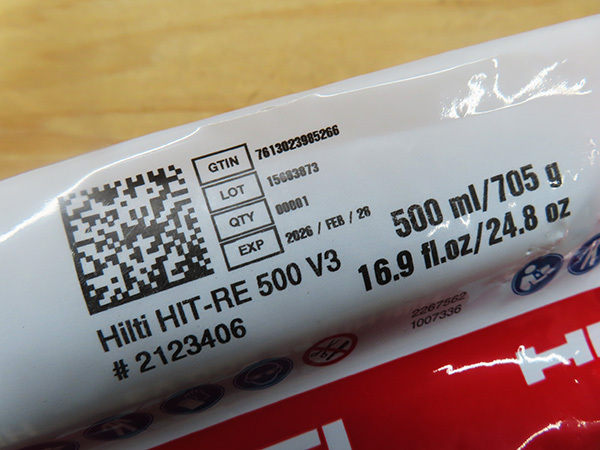 GTIN 7613023985266
LOT 15683873
QTY 00001
EXP 2026 / FEB / 28
500 ml/705 g
16.9 fl.oz/24.8 oz
Hilti HIT-RE 500 V3
# 2123406
2267562
1007336